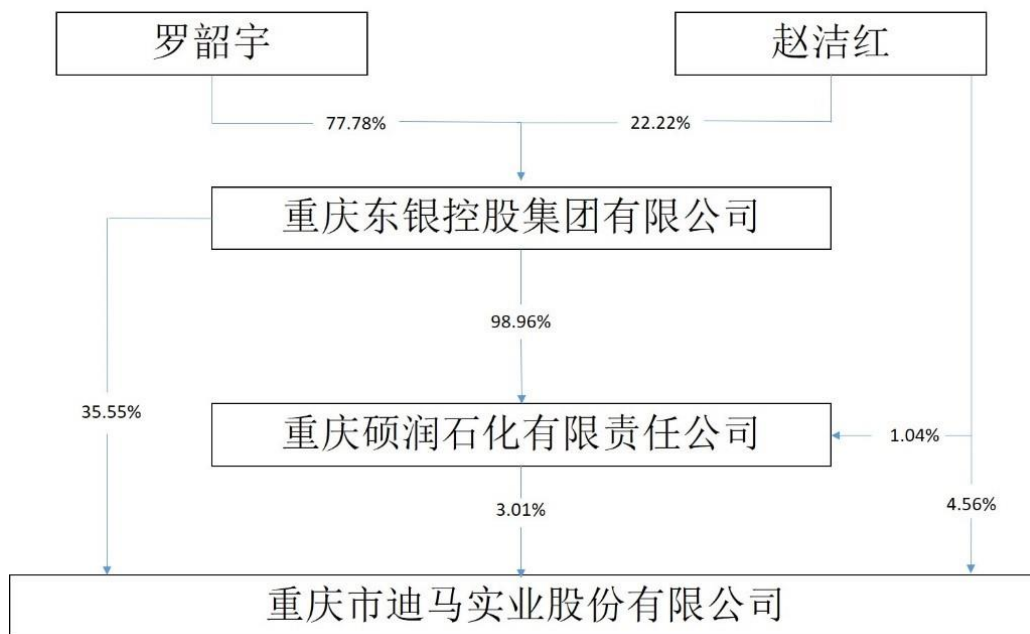 罗韶宇
赵洁红
77.78%
22.22%
重庆东银控股集团有限公司
98.96%
35.55%
重庆硕润石化有限责任公司
1.04%
3.01%
4.56%
重庆市迪马实业股份有限公司